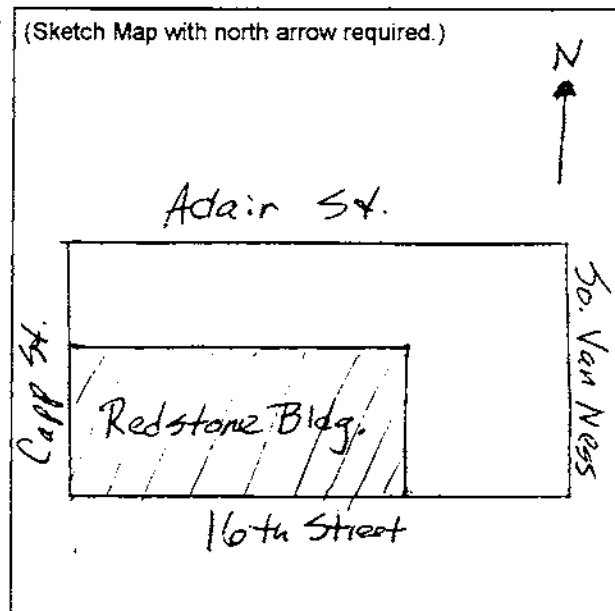 (Sketch Map with north arrow required.)
N
Adair St.
Capp St.
So. Van Ness
Redstone Bldg.
16th Street